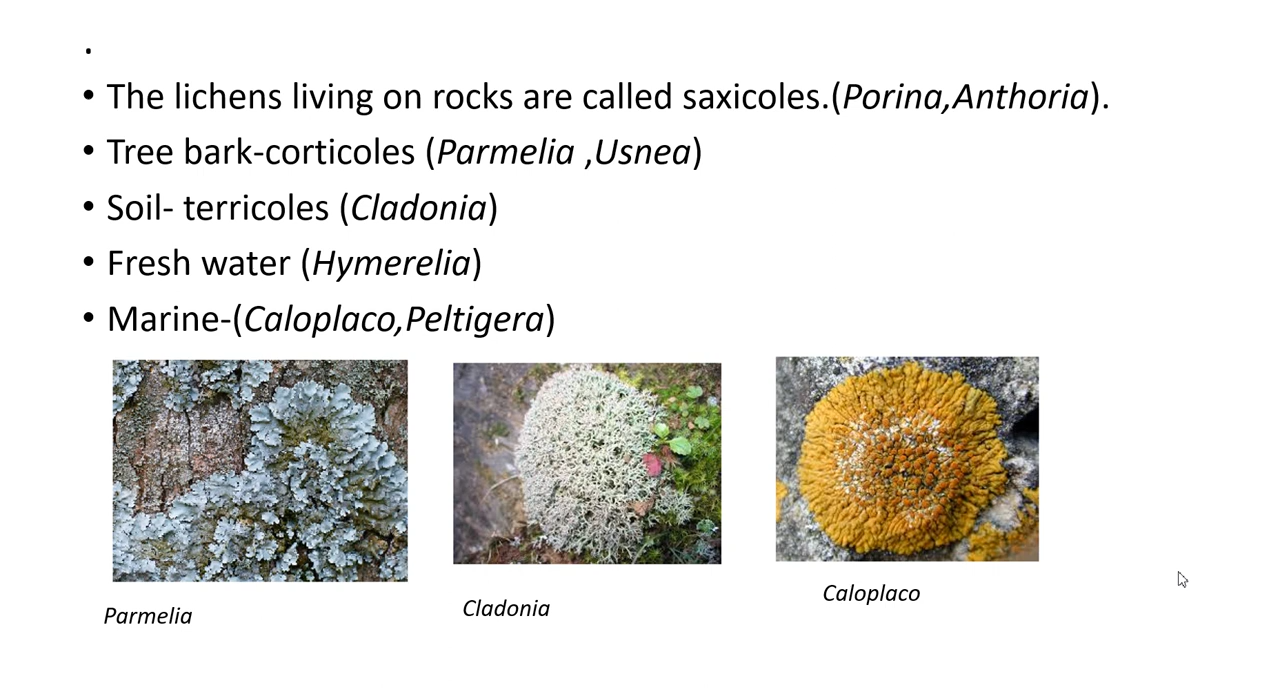 .
• The lichens living on rocks are called saxicoles.(Porina,Anthoria).
• Tree bark-corticoles (Parmelia ,Usnea)
• Soil- terricoles (Cladonia)
• Fresh water (Hymerelia)
• Marine-(Caloplaco,Peltigera)
Parmelia
Cladonia
Caloplaco